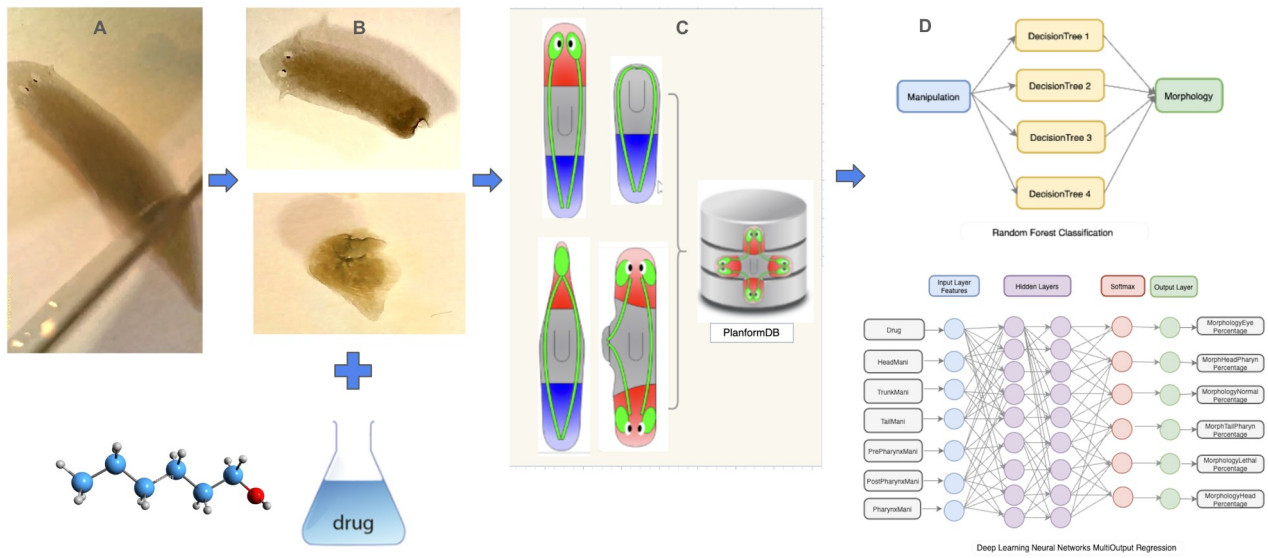 A
B
C
D
drug
PlanformDB
Manipulation
DecisionTree 1
DecisionTree 2
DecisionTree 3
DecisionTree 4
Morphology
Random Forest Classification
Input Layer
Features
Hidden Layers
Softmax
Output Layer
Drug
HeadMani
TrunkMani
TailMani
PrePharynxMani
PostPharynxMani
PharynxMani
MorphologyEye
Percentage
MorphHeadPharyn
Percentage
MorphologyNormal
Percentage
MorphTailPharyn
Percentage
MorphologyLethal
Percentage
MorphologyHead
Percentage
Deep Learning Neural Networks MultiOutput Regression